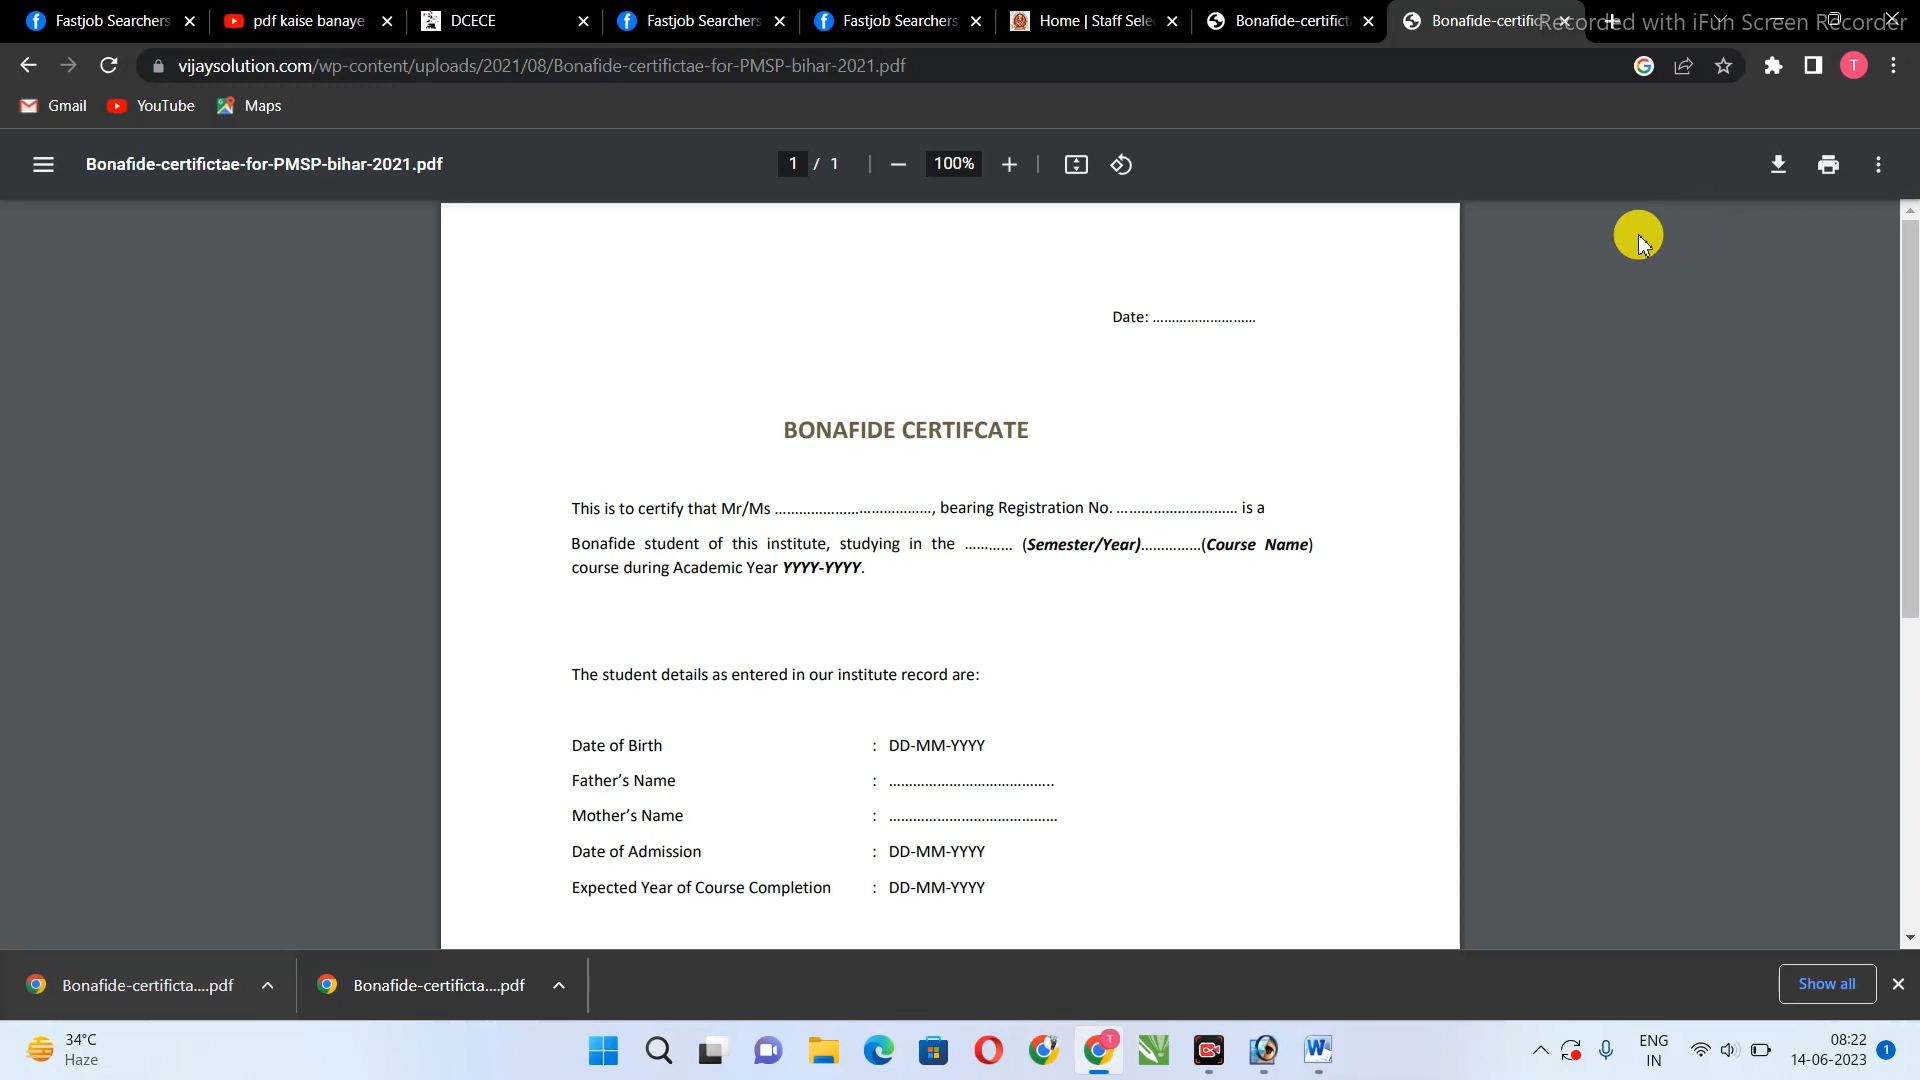 Fastjob Searchers
pdf kaise banaye
DCECE
Fastjob Searchers
Fastjob Searchers
Home | Staff Sele
Bonafide-certifict
Bonafide-certific
Recorded with iFun Screen Recorder
vijaysolution.com/wp-content/uploads/2021/08/Bonafide-certifictae-for-PMSP-bihar-2021.pdf
T
Gmail YouTube Maps
Bonafide-certifictae-for-PMSP-bihar-2021.pdf
1 / 1
100%
Date: ..........................
BONAFIDE CERTIFCATE
This is to certify that Mr/Ms ......................................., bearing Registration No. .............................. is a
Bonafide student of this institute, studying in the ............ (Semester/Year)...............(Course Name)
course during Academic Year YYYY-YYYY.
The student details as entered in our institute record are:
Date of Birth : DD-MM-YYYY
Father's Name : .........................................
Mother's Name : ..........................................
Date of Admission : DD-MM-YYYY
Expected Year of Course Completion : DD-MM-YYYY
Bonafide-certificta....pdf
Bonafide-certificta....pdf
Show all
34°C
Haze
T
ENG
IN
08:22
14-06-2023
1